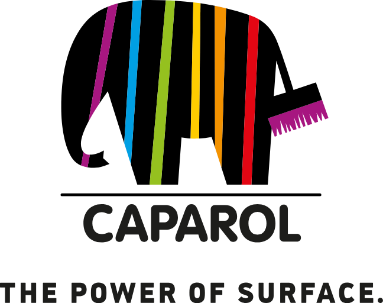 CAPAROL
THE POWER OF SURFACE.